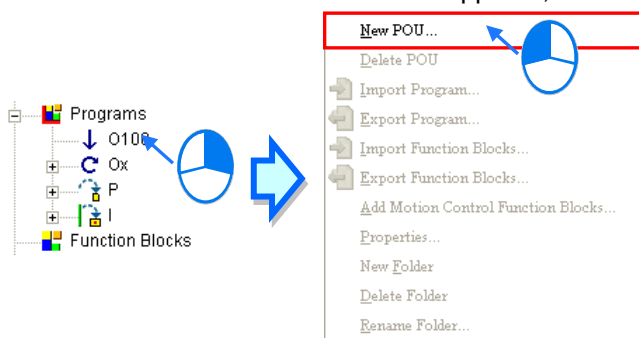 Programs
O100
Ox
P
I
Function Blocks
New POU...
Delete POU
Import Program...
Export Program...
Import Function Blocks...
Export Function Blocks...
Add Motion Control Function Blocks...
Properties...
New Folder
Delete Folder
Rename Folder...